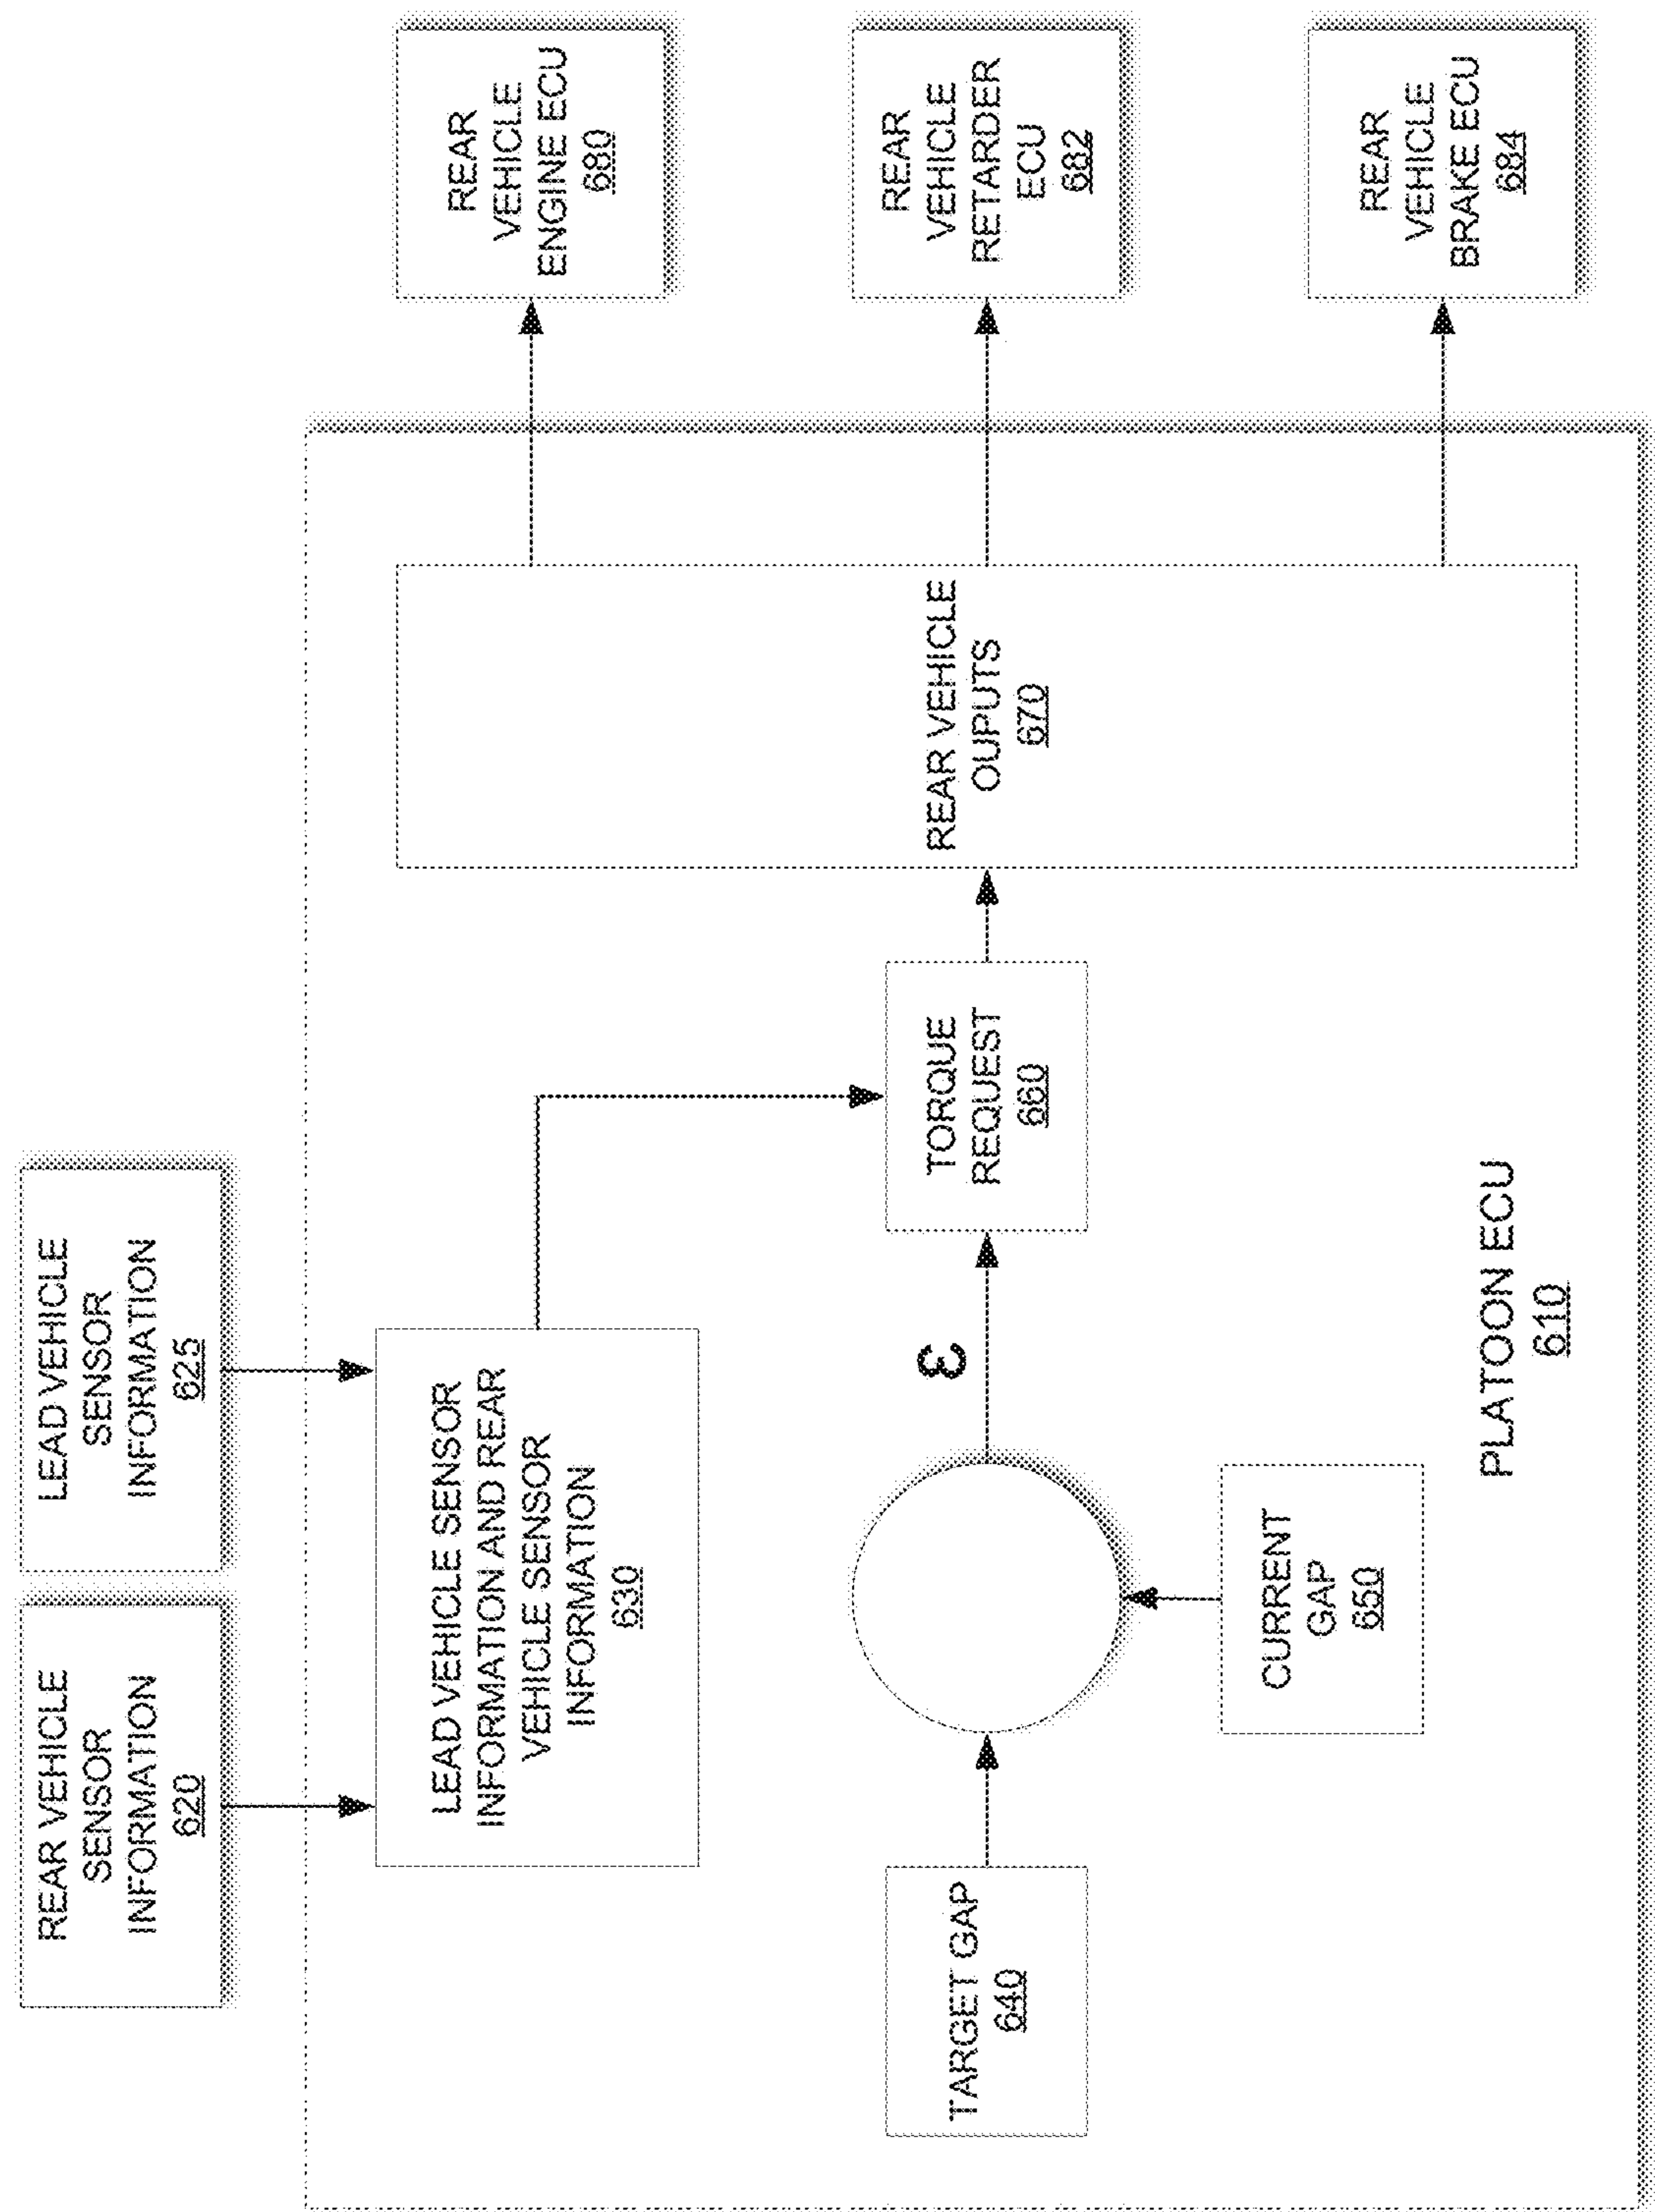 REAR VEHICLE
SENSOR
INFORMATION
620
LEAD VEHICLE
SENSOR
INFORMATION
625
LEAD VEHICLE SENSOR
INFORMATION AND REAR
VEHICLE SENSOR
INFORMATION
630
TARGET GAP
640
CURRENT
GAP
650
ε
TORQUE
REQUEST
660
REAR VEHICLE
OUPUTS
670
REAR
VEHICLE
ENGINE ECU
680
REAR
VEHICLE
RETARDER
ECU
682
REAR
VEHICLE
BRAKE ECU
684
PLATOON ECU
610